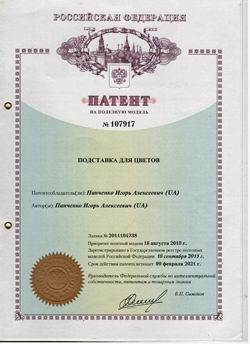 РОССИЙСКАЯ ФЕДЕРАЦИЯ
ПАТЕНТ
НА ПОЛЕЗНУЮ МОДЕЛЬ
№ 107917
ПОДСТАВКА ДЛЯ ЦВЕТОВ
Патентообладатель(ли): Панченко Игорь Алексеевич (UA)
Автор(ы): Панченко Игорь Алексеевич (UA)
Заявка № 2011104738
Приоритет полезной модели 18 августа 2010 г.
Зарегистрировано в Государственном реестре полезных
моделей Российской Федерации 10 сентября 2011 г.
Срок действия патента истекает 09 февраля 2021 г.
Руководитель Федеральной службы по интеллектуальной
собственности, патентам и товарным знакам
Б.П. Симонов